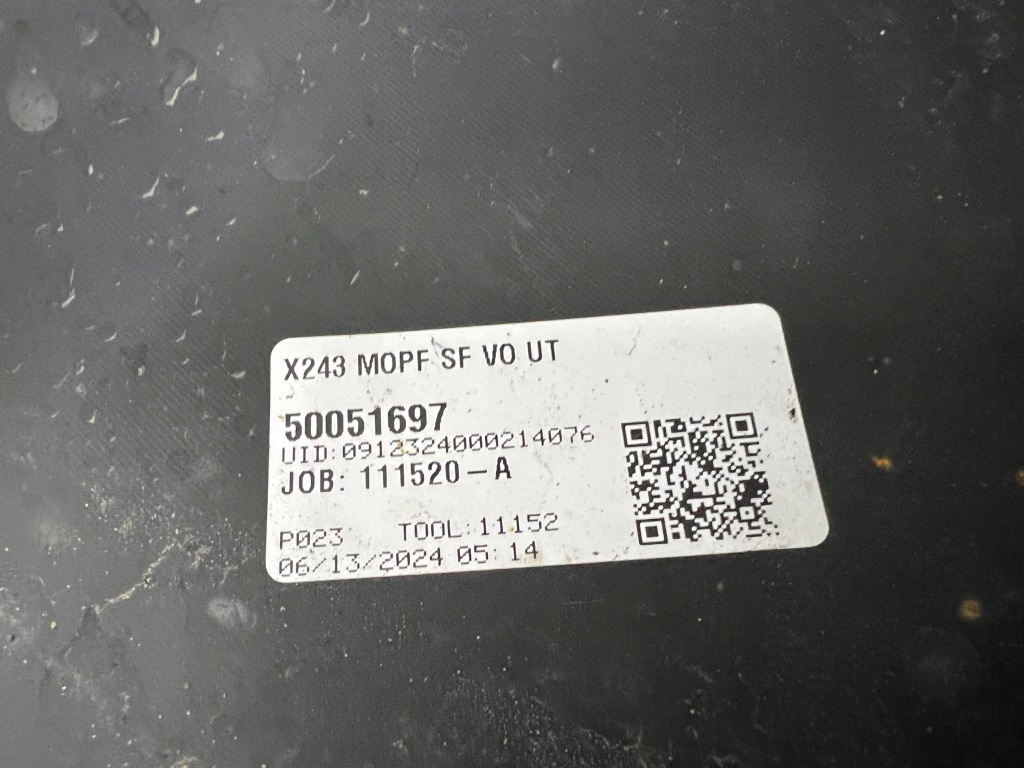 X243 MOPF SF VO UT
50051697
UID:0912324000214076
JOB: 111520-A
P023 TOOL:11152
06/13/2024 05:14